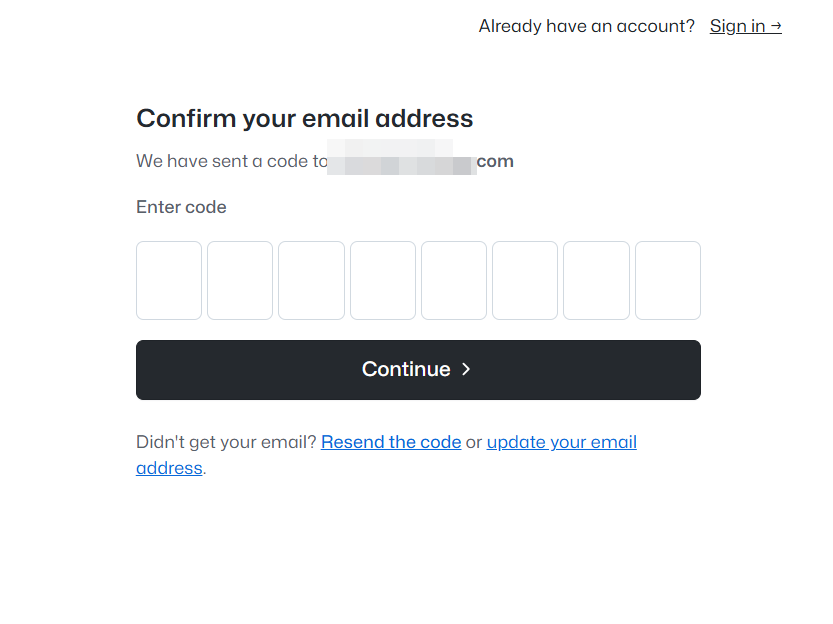 Already have an account? Sign in →
Confirm your email address
We have sent a code to com
Enter code
Continue >
Didn't get your email? Resend the code or update your email
address.